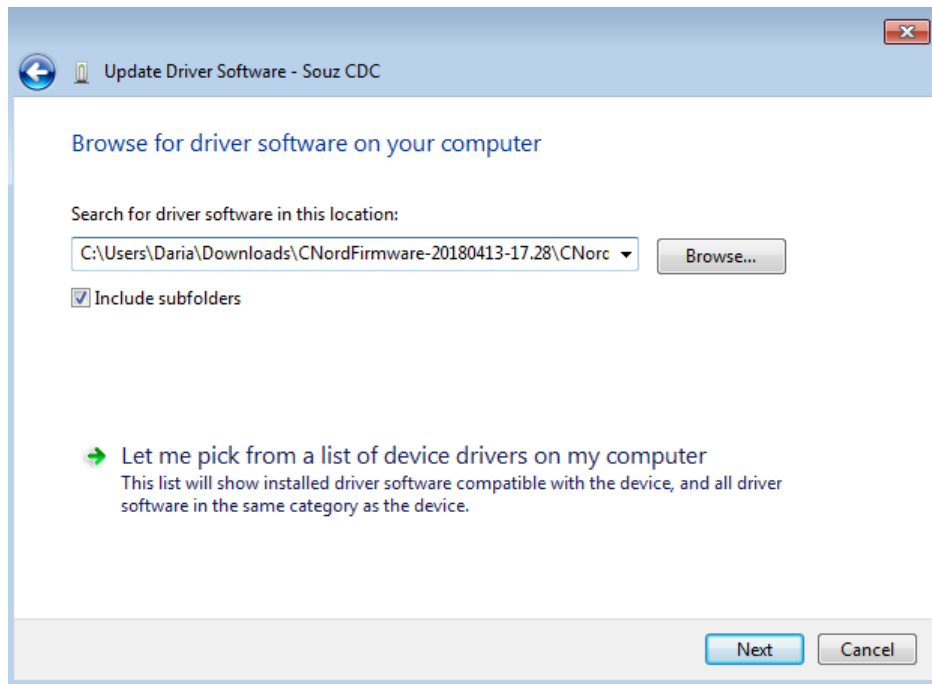 Update Driver Software - Souz CDC
Browse for driver software on your computer
Search for driver software in this location:
C:\Users\Daria\Downloads\CNordFirmware-20180413-17.28\CNord
Browse...
Include subfolders
Let me pick from a list of device drivers on my computer
This list will show installed driver software compatible with the device, and all driver
software in the same category as the device.
Next
Cancel